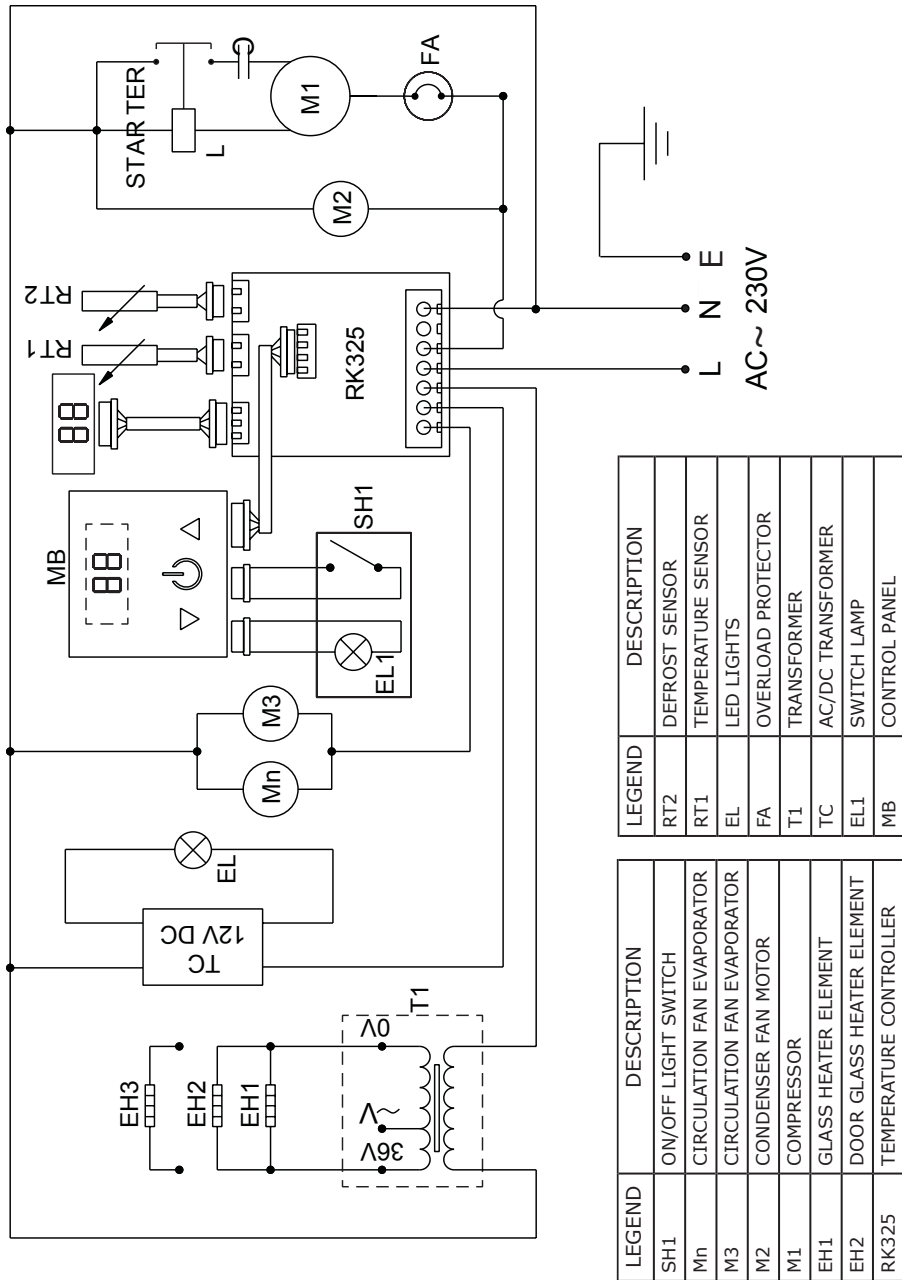 STARTER
L
C
M1
FA
M2
RT2
RT1
88
RK325
MB
88
SH1
EL1
M3
Mn
EL
TC
12V DC
T1
0V
V~
36V
EH3
EH2
EH1
L N E
AC~ 230V
LEGEND DESCRIPTION
SH1 ON/OFF LIGHT SWITCH
Mn CIRCULATION FAN EVAPORATOR
M3 CIRCULATION FAN EVAPORATOR
M2 CONDENSER FAN MOTOR
M1 COMPRESSOR
EH1 GLASS HEATER ELEMENT
EH2 DOOR GLASS HEATER ELEMENT
RK325 TEMPERATURE CONTROLLER
LEGEND DESCRIPTION
RT2 DEFROST SENSOR
RT1 TEMPERATURE SENSOR
EL LED LIGHTS
FA OVERLOAD PROTECTOR
T1 TRANSFORMER
TC AC/DC TRANSFORMER
EL1 SWITCH LAMP
MB CONTROL PANEL